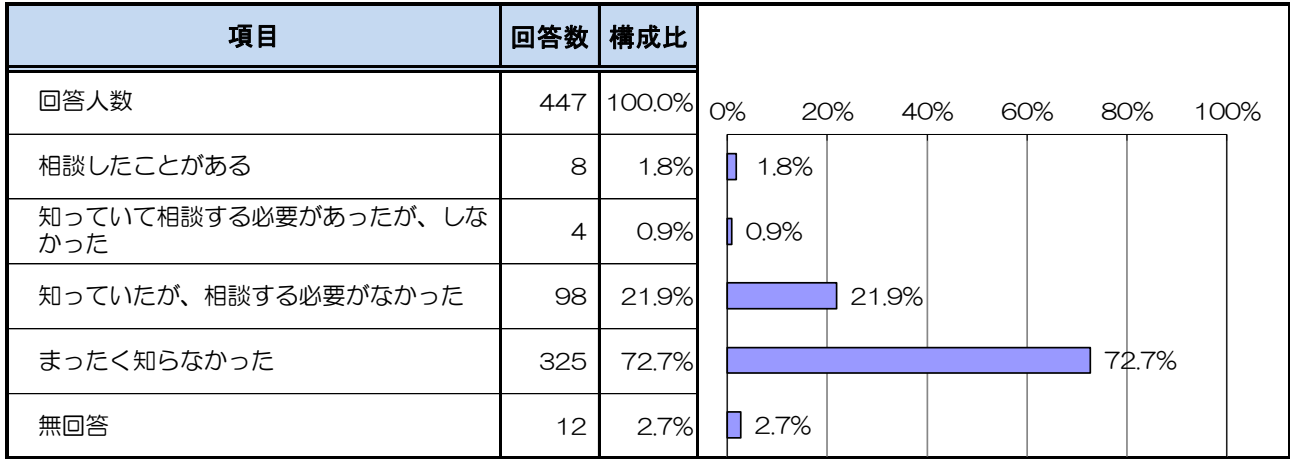 項目 回答数 構成比
回答人数 447 100.0%
0% 20% 40% 60% 80% 100%
相談したことがある 8 1.8% 1.8%
知っていて相談する必要があったが、しな
かった 4 0.9% 0.9%
知っていたが、相談する必要がなかった 98 21.9% 21.9%
まったく知らなかった 325 72.7% 72.7%
無回答 12 2.7% 2.7%